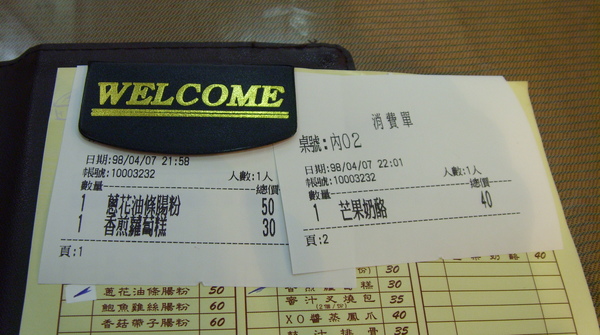 WELCOME
日期:98/04/07 21:58
帳號:10003232 人數:1人
數量 總價
1 蔥花油條腸粉 50
1 香煎蘿蔔糕 30
頁:1
消費單
桌號:內02
日期:98/04/07 22:01
帳號:10003232 人數:1人
數量 總價
1 芒果奶酪 40
頁:2
蔥花油條腸粉 50
鮑魚雞絲腸粉 60
香菇帶子腸粉 60
30
蜜汁叉燒包 35
XO醬蒸鳳爪 40
35
40